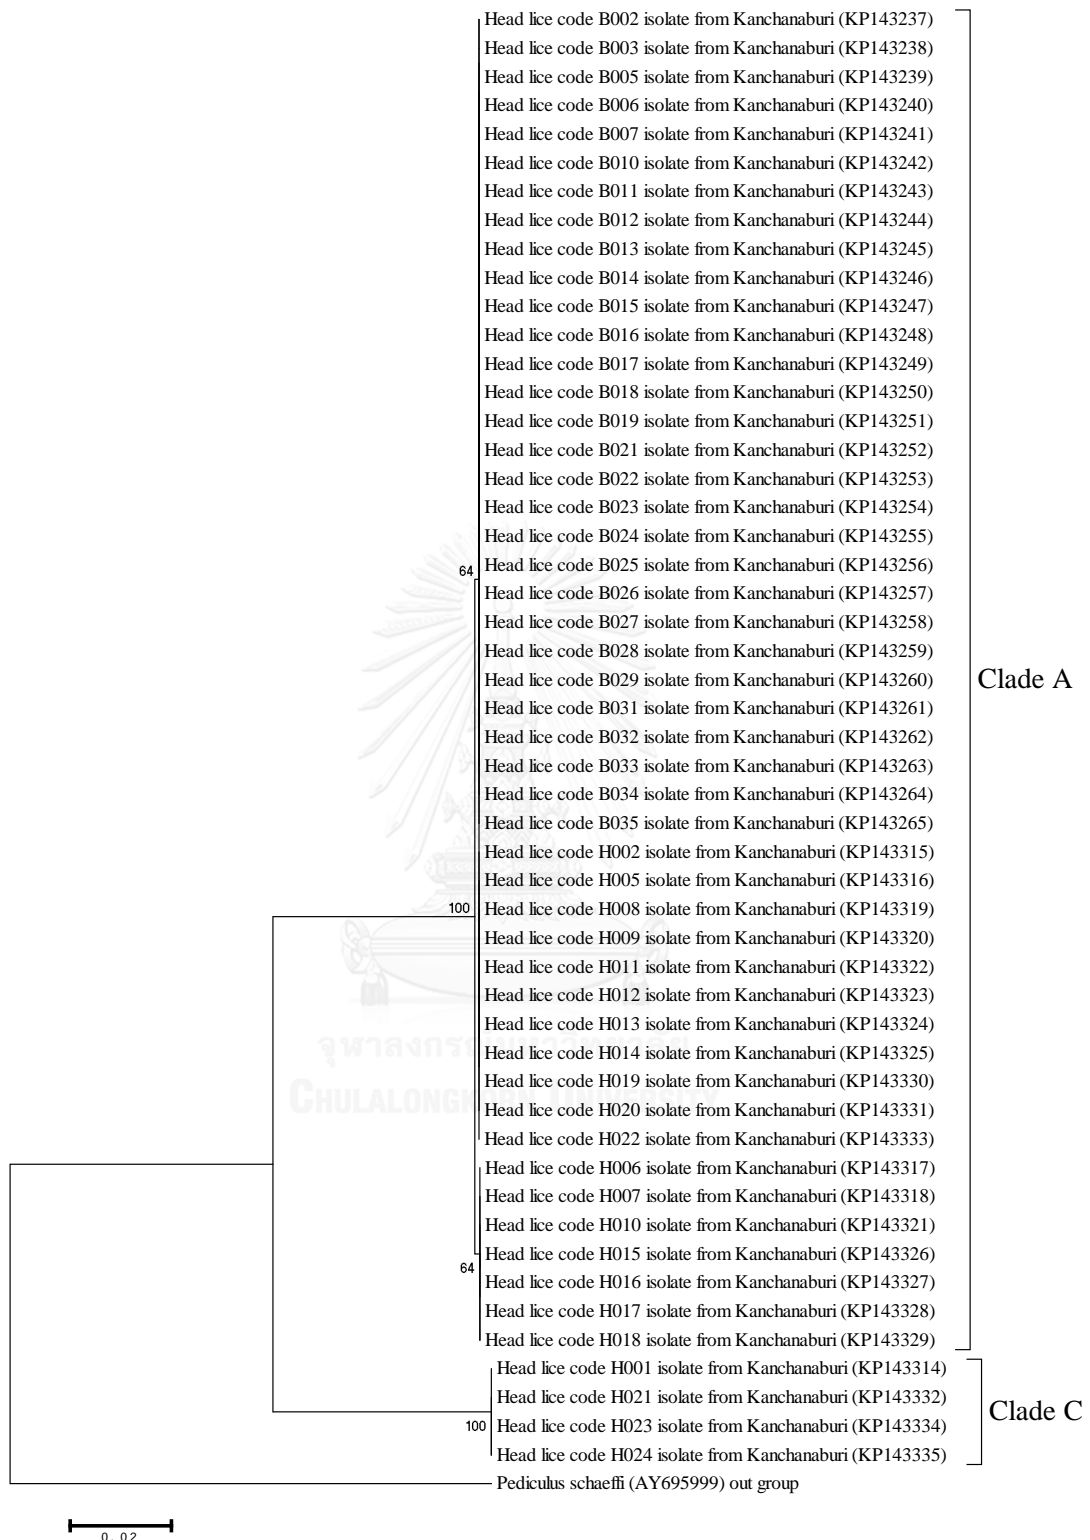 Head lice code B002 isolate from Kanchanaburi (KP143237)
Head lice code B003 isolate from Kanchanaburi (KP143238)
Head lice code B005 isolate from Kanchanaburi (KP143239)
Head lice code B006 isolate from Kanchanaburi (KP143240)
Head lice code B007 isolate from Kanchanaburi (KP143241)
Head lice code B010 isolate from Kanchanaburi (KP143242)
Head lice code B011 isolate from Kanchanaburi (KP143243)
Head lice code B012 isolate from Kanchanaburi (KP143244)
Head lice code B013 isolate from Kanchanaburi (KP143245)
Head lice code B014 isolate from Kanchanaburi (KP143246)
Head lice code B015 isolate from Kanchanaburi (KP143247)
Head lice code B016 isolate from Kanchanaburi (KP143248)
Head lice code B017 isolate from Kanchanaburi (KP143249)
Head lice code B018 isolate from Kanchanaburi (KP143250)
Head lice code B019 isolate from Kanchanaburi (KP143251)
Head lice code B021 isolate from Kanchanaburi (KP143252)
Head lice code B022 isolate from Kanchanaburi (KP143253)
Head lice code B023 isolate from Kanchanaburi (KP143254)
Head lice code B024 isolate from Kanchanaburi (KP143255)
Head lice code B025 isolate from Kanchanaburi (KP143256)
64
Head lice code B026 isolate from Kanchanaburi (KP143257)
Head lice code B027 isolate from Kanchanaburi (KP143258)
Head lice code B028 isolate from Kanchanaburi (KP143259)
Head lice code B029 isolate from Kanchanaburi (KP143260)
Clade A
Head lice code B031 isolate from Kanchanaburi (KP143261)
Head lice code B032 isolate from Kanchanaburi (KP143262)
Head lice code B033 isolate from Kanchanaburi (KP143263)
Head lice code B034 isolate from Kanchanaburi (KP143264)
Head lice code B035 isolate from Kanchanaburi (KP143265)
Head lice code H002 isolate from Kanchanaburi (KP143315)
Head lice code H005 isolate from Kanchanaburi (KP143316)
100
Head lice code H008 isolate from Kanchanaburi (KP143319)
Head lice code H009 isolate from Kanchanaburi (KP143320)
Head lice code H011 isolate from Kanchanaburi (KP143322)
Head lice code H012 isolate from Kanchanaburi (KP143323)
Head lice code H013 isolate from Kanchanaburi (KP143324)
จุฬาลงกรณ์มหาวิทยาลัย
Head lice code H014 isolate from Kanchanaburi (KP143325)
Head lice code H019 isolate from Kanchanaburi (KP143330)
CHULALONGKORN UNIVERSITY
Head lice code H020 isolate from Kanchanaburi (KP143331)
Head lice code H022 isolate from Kanchanaburi (KP143333)
Head lice code H006 isolate from Kanchanaburi (KP143317)
Head lice code H007 isolate from Kanchanaburi (KP143318)
Head lice code H010 isolate from Kanchanaburi (KP143321)
Head lice code H015 isolate from Kanchanaburi (KP143326)
64
Head lice code H016 isolate from Kanchanaburi (KP143327)
Head lice code H017 isolate from Kanchanaburi (KP143328)
Head lice code H018 isolate from Kanchanaburi (KP143329)
Head lice code H001 isolate from Kanchanaburi (KP143314)
Head lice code H021 isolate from Kanchanaburi (KP143332)
Clade C
100
Head lice code H023 isolate from Kanchanaburi (KP143334)
Head lice code H024 isolate from Kanchanaburi (KP143335)
Pediculus schaeffi (AY695999) out group
0.02